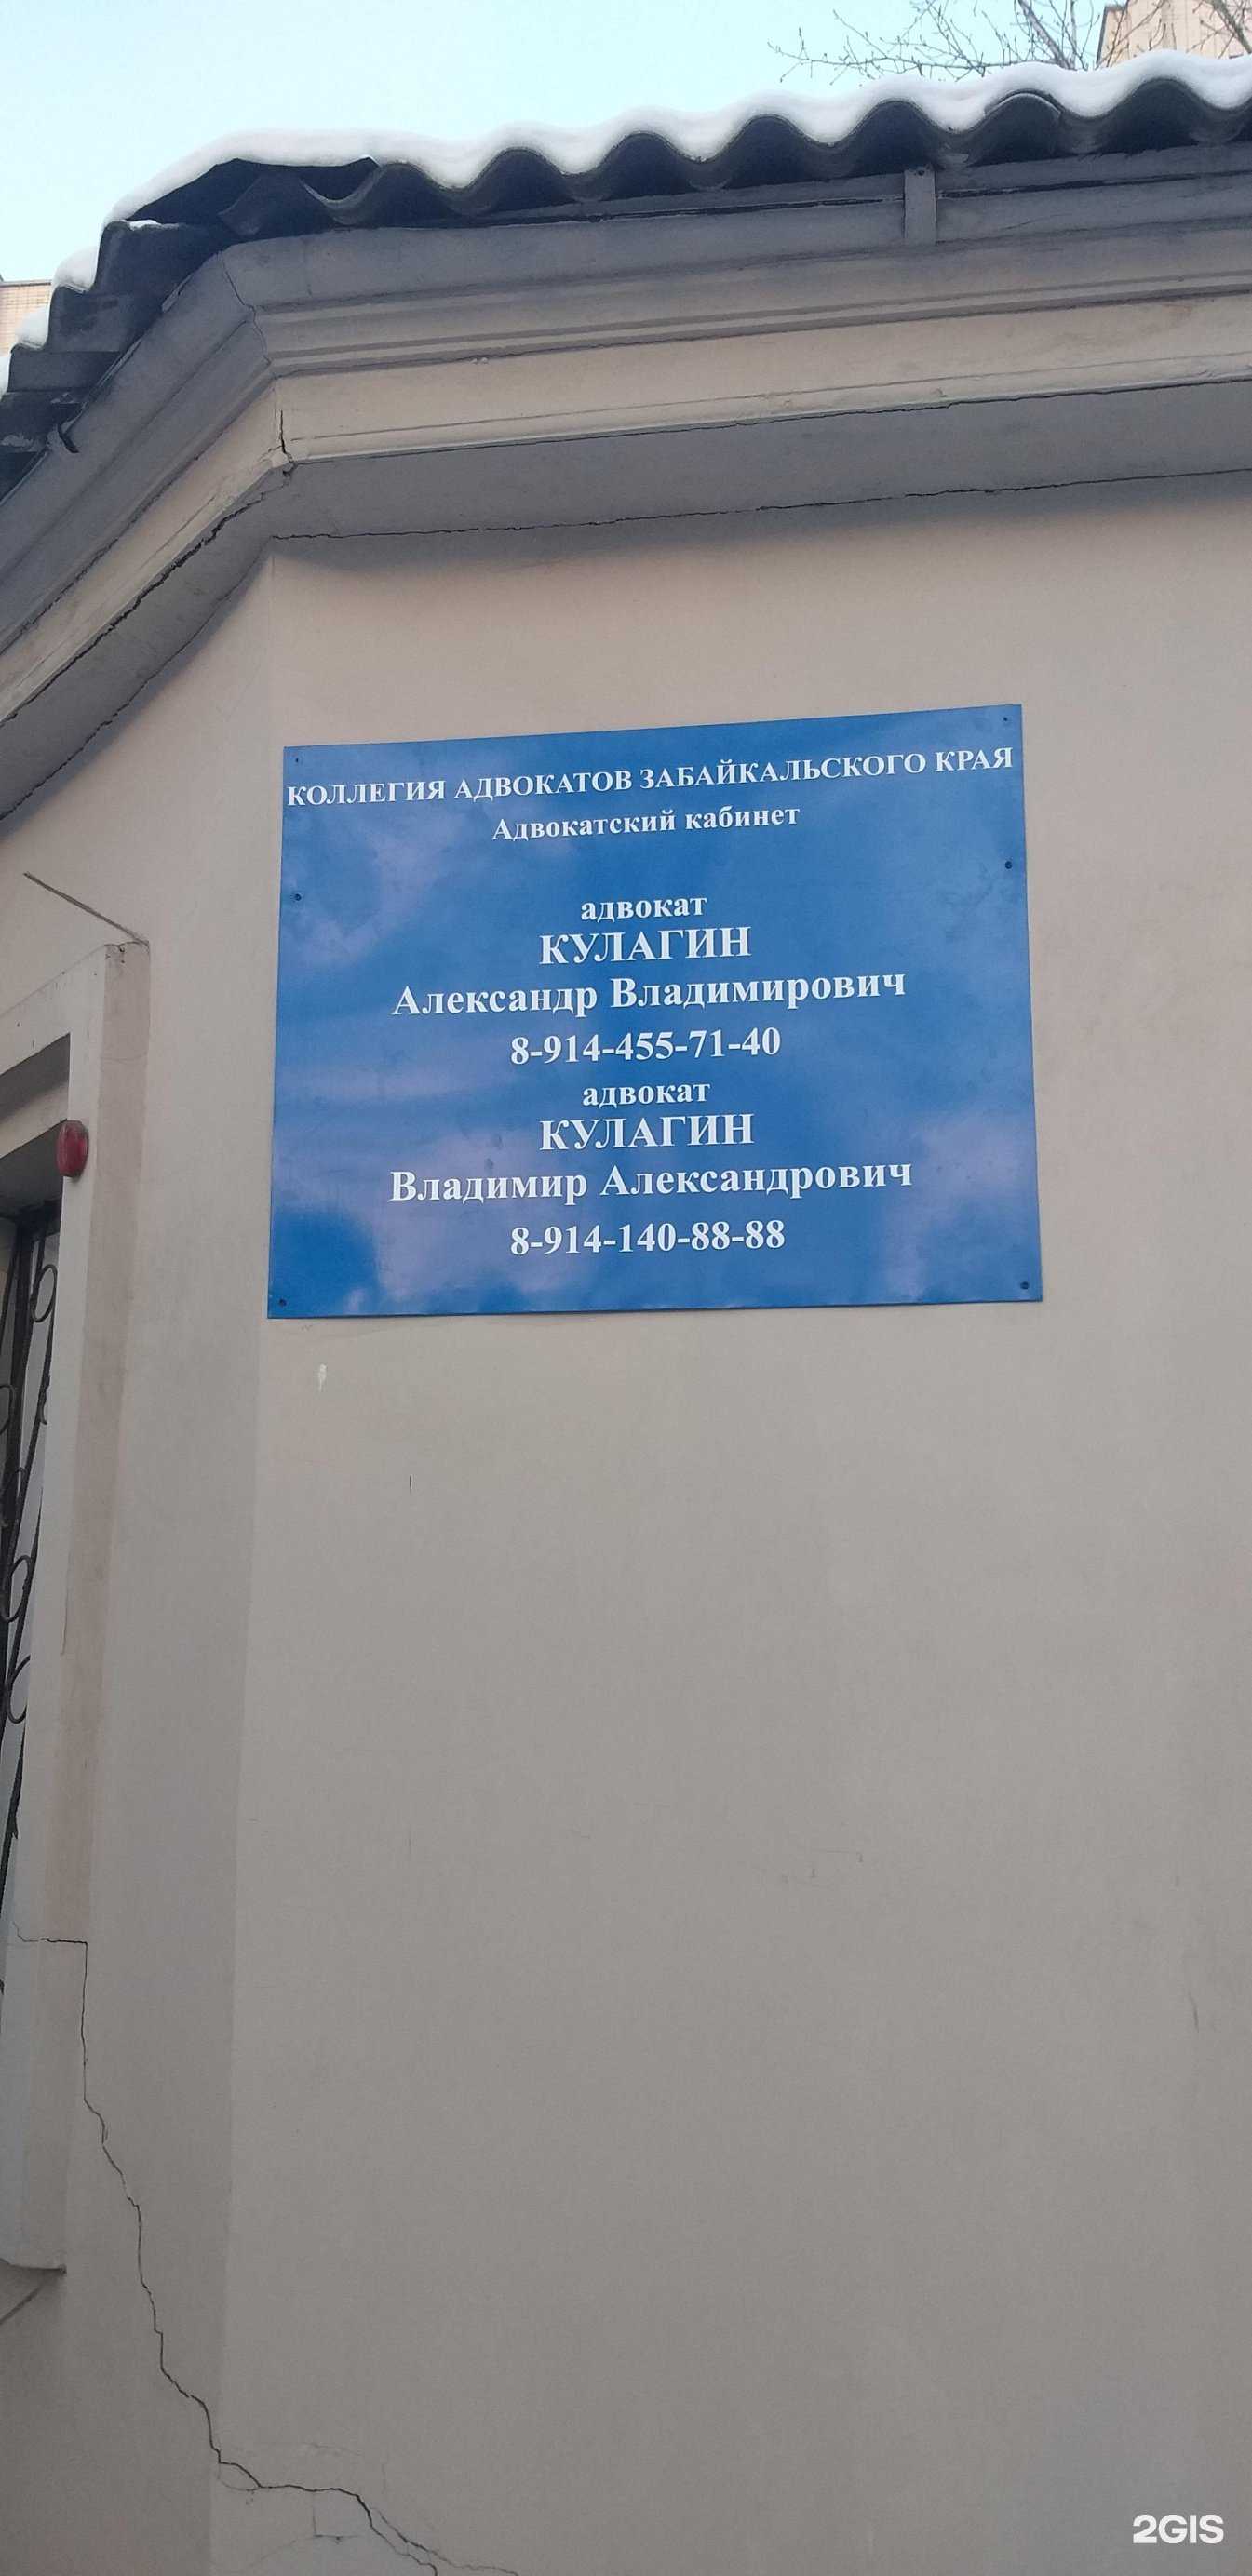 КОЛЛЕГИЯ АДВОКАТОВ ЗАБАЙКАЛЬСКОГО КРАЯ
Адвокатский кабинет
адвокат
КУЛАГИН
Александр Владимирович
8-914-455-71-40
адвокат
КУЛАГИН
Владимир Александрович
8-914-140-88-88
2GIS